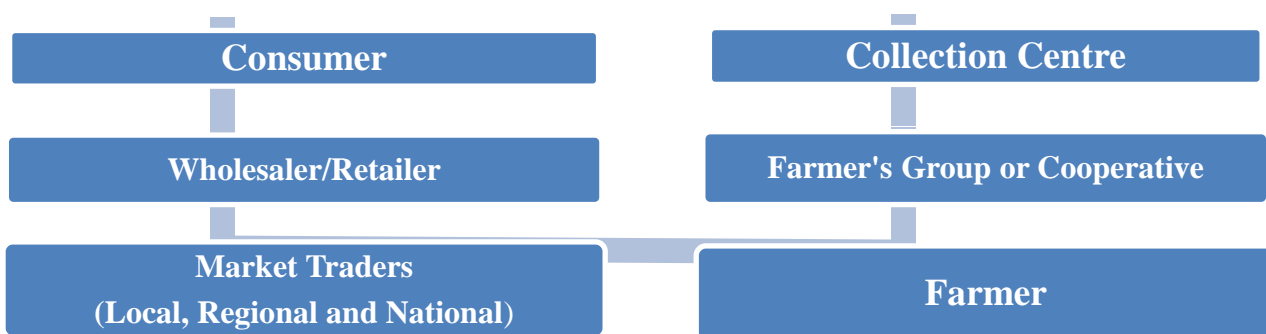 Consumer
Wholesaler/Retailer
Market Traders
(Local, Regional and National)
Collection Centre
Farmer's Group or Cooperative
Farmer